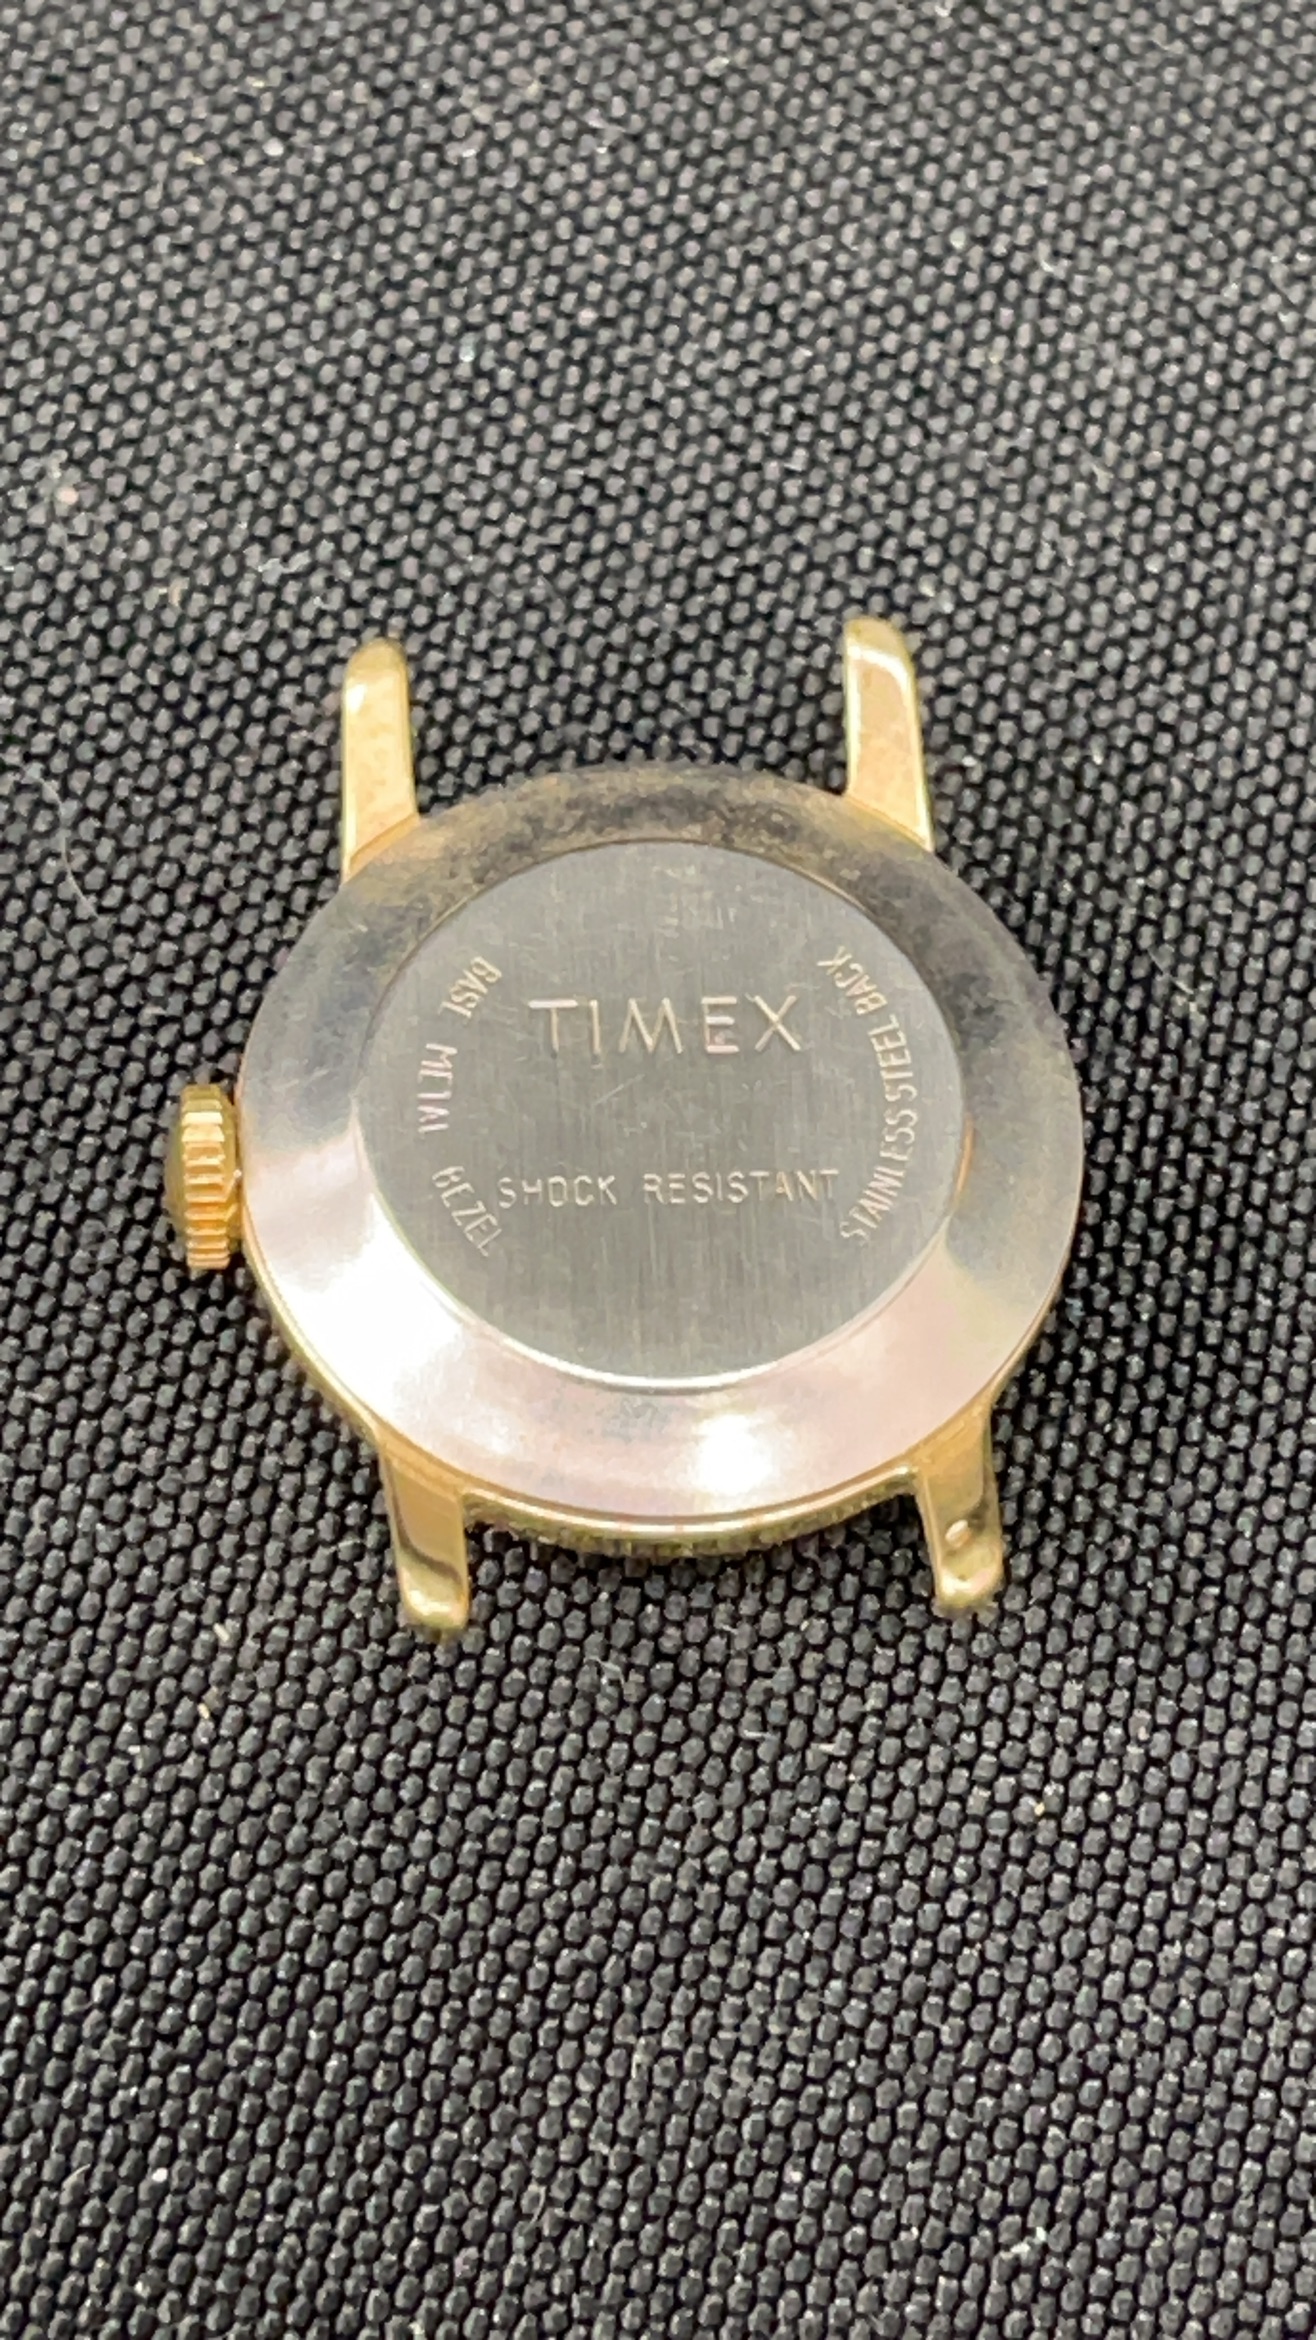 TIMEX
SHOCK RESISTANT
BASE METAL BEZEL
STAINLESS STEEL BACK